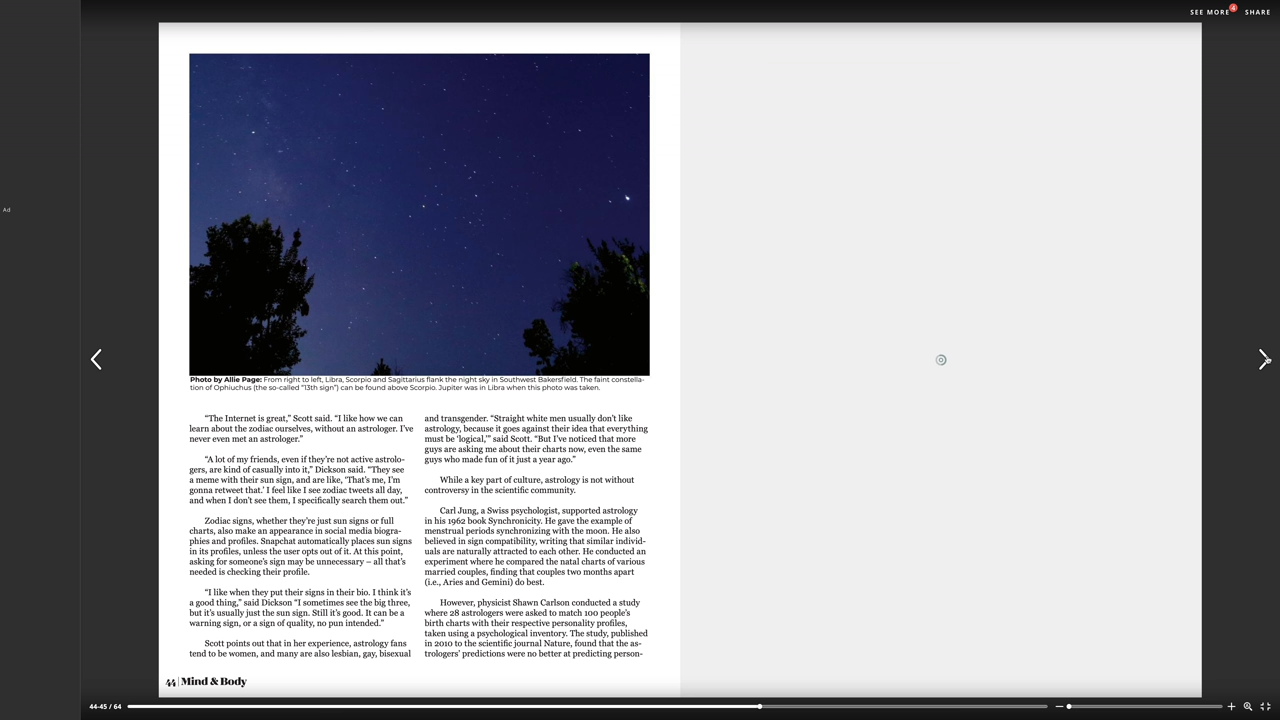 SEE MORE 4 SHARE
Ad
Photo by Allie Page: From right to left, Libra, Scorpio and Sagittarius flank the night sky in Southwest Bakersfield. The faint constella-
tion of Ophiuchus (the so-called "13th sign") can be found above Scorpio. Jupiter was in Libra when this photo was taken.
“The Internet is great,” Scott said. “I like how we can
learn about the zodiac ourselves, without an astrologer. I’ve
never even met an astrologer.”
“A lot of my friends, even if they’re not active astrolo-
gers, are kind of casually into it,” Dickson said. “They see
a meme with their sun sign, and are like, ‘That’s me, I’m
gonna retweet that.’ I feel like I see zodiac tweets all day,
and when I don’t see them, I specifically search them out.”
Zodiac signs, whether they’re just sun signs or full
charts, also make an appearance in social media biogra-
phies and profiles. Snapchat automatically places sun signs
in its profiles, unless the user opts out of it. At this point,
asking for someone’s sign may be unnecessary – all that’s
needed is checking their profile.
“I like when they put their signs in their bio. I think it’s
a good thing,” said Dickson “I sometimes see the big three,
but it’s usually just the sun sign. Still it’s good. It can be a
warning sign, or a sign of quality, no pun intended.”
Scott points out that in her experience, astrology fans
tend to be women, and many are also lesbian, gay, bisexual
and transgender. “Straight white men usually don’t like
astrology, because it goes against their idea that everything
must be ‘logical,’” said Scott. “But I’ve noticed that more
guys are asking me about their charts now, even the same
guys who made fun of it just a year ago.”
While a key part of culture, astrology is not without
controversy in the scientific community.
Carl Jung, a Swiss psychologist, supported astrology
in his 1962 book Synchronicity. He gave the example of
menstrual periods synchronizing with the moon. He also
believed in sign compatibility, writing that similar individ-
uals are naturally attracted to each other. He conducted an
experiment where he compared the natal charts of various
married couples, finding that couples two months apart
(i.e., Aries and Gemini) do best.
However, physicist Shawn Carlson conducted a study
where 28 astrologers were asked to match 100 people’s
birth charts with their respective personality profiles,
taken using a psychological inventory. The study, published
in 2010 to the scientific journal Nature, found that the as-
trologers’ predictions were no better at predicting person-
44 | Mind & Body
44-45 / 64